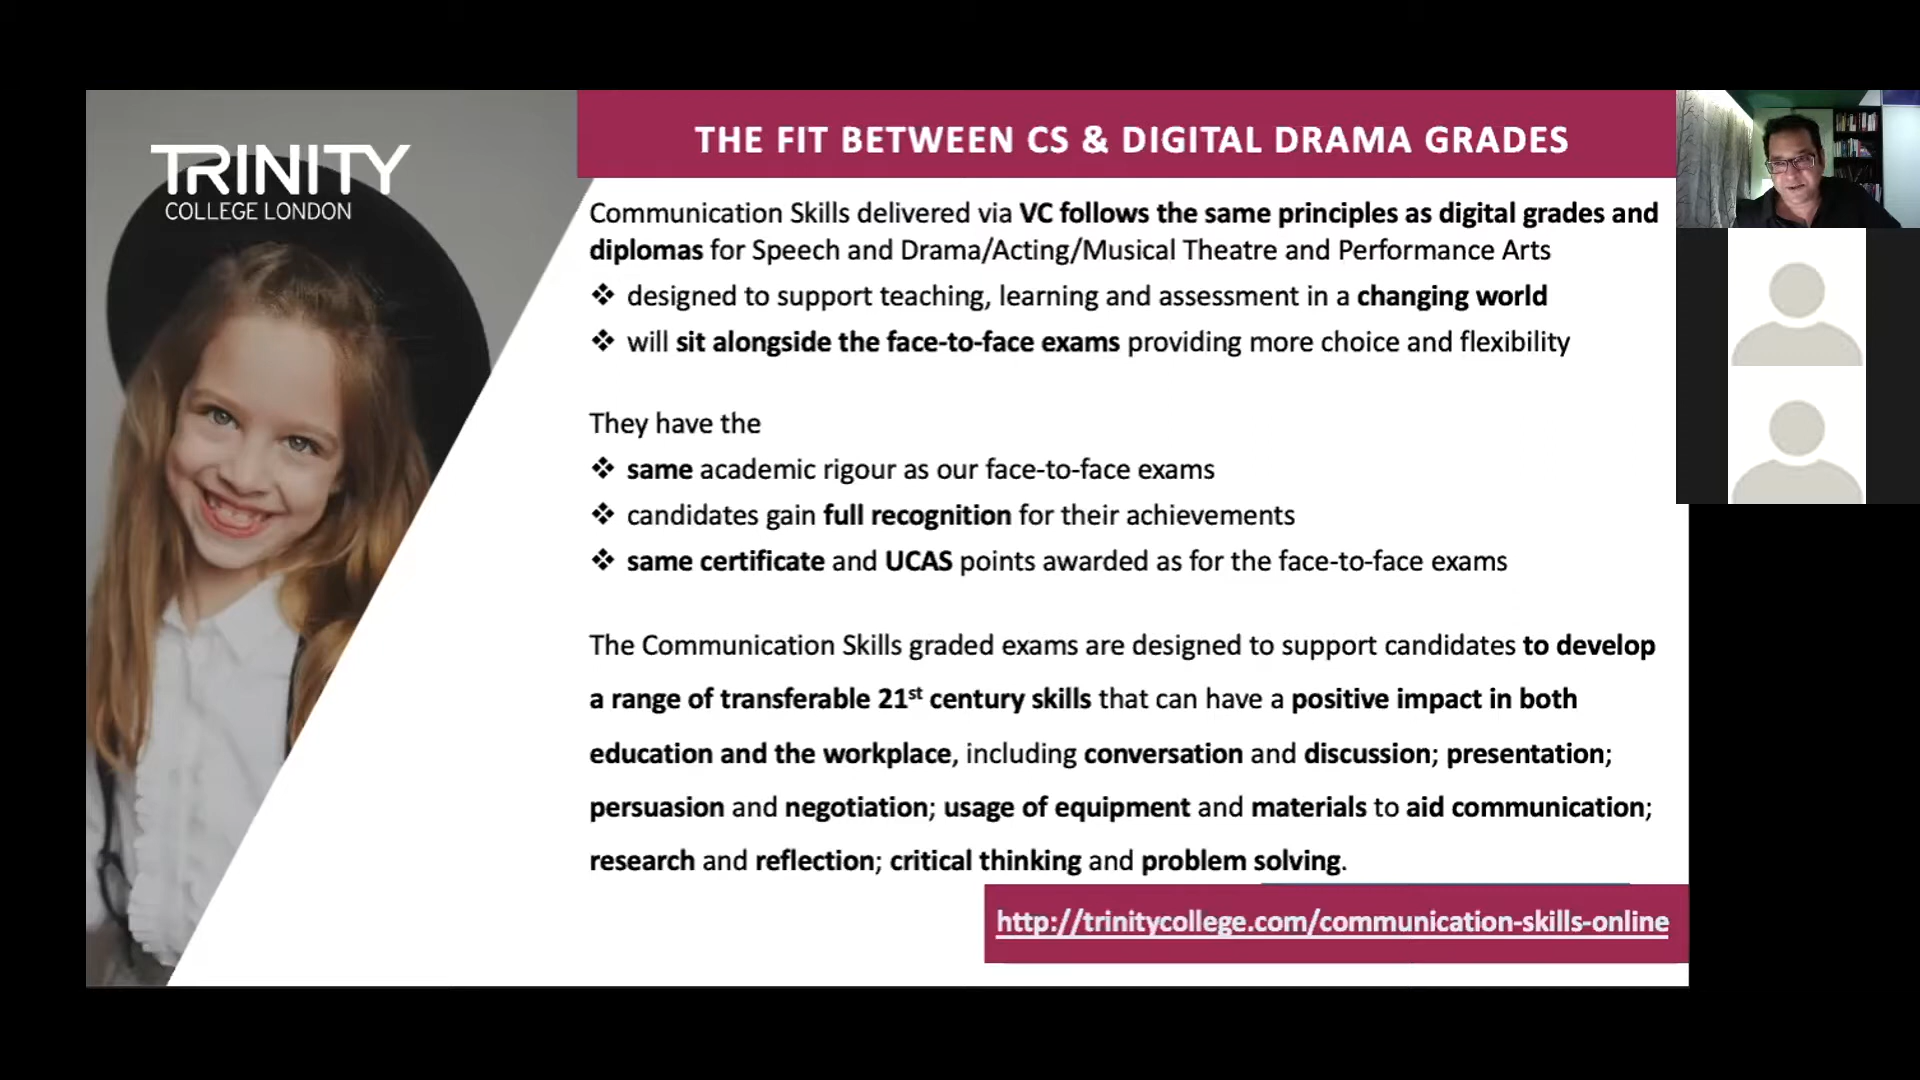 TRINITY
COLLEGE LONDON
THE FIT BETWEEN CS & DIGITAL DRAMA GRADES
Communication Skills delivered via VC follows the same principles as digital grades and
diplomas for Speech and Drama/Acting/Musical Theatre and Performance Arts
❖ designed to support teaching, learning and assessment in a changing world
❖ will sit alongside the face-to-face exams providing more choice and flexibility
They have the
❖ same academic rigour as our face-to-face exams
❖ candidates gain full recognition for their achievements
❖ same certificate and UCAS points awarded as for the face-to-face exams
The Communication Skills graded exams are designed to support candidates to develop
a range of transferable 21st century skills that can have a positive impact in both
education and the workplace, including conversation and discussion; presentation;
persuasion and negotiation; usage of equipment and materials to aid communication;
research and reflection; critical thinking and problem solving.
http://trinitycollege.com/communication-skills-online